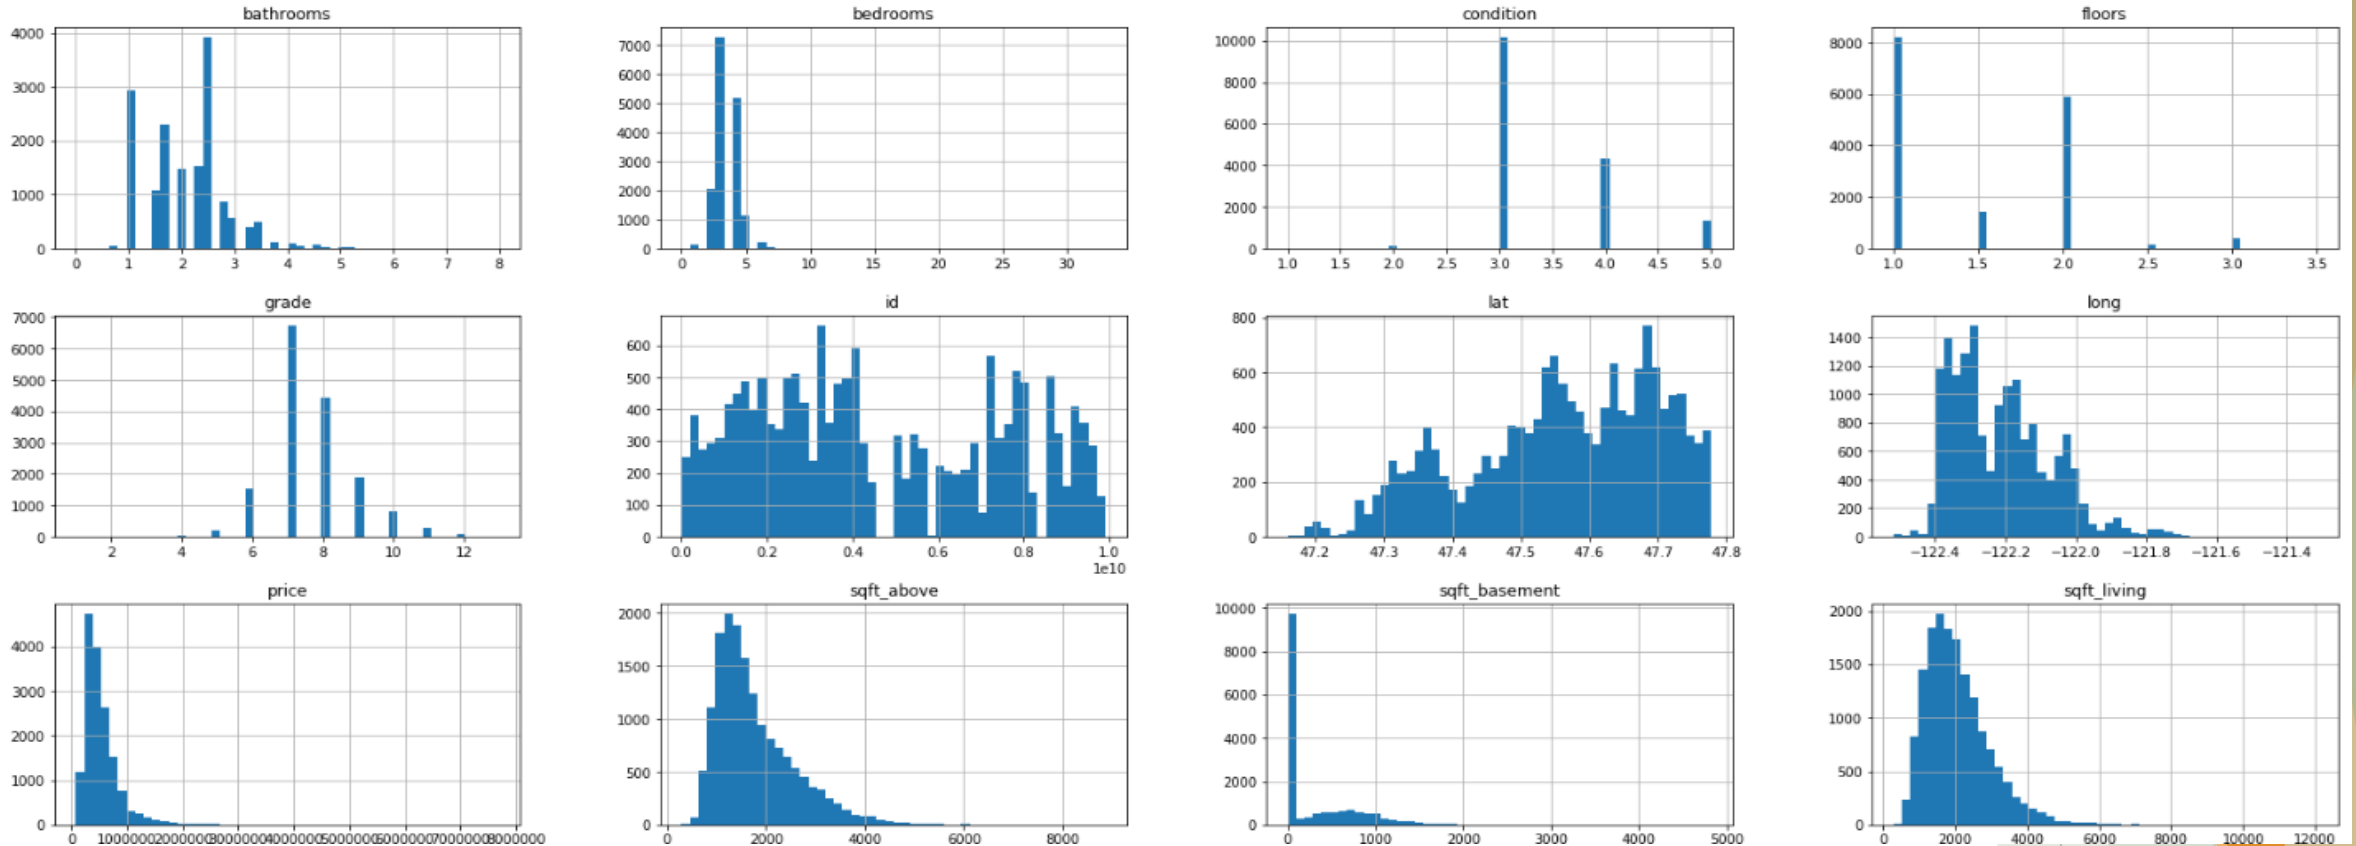 bathrooms bedrooms condition floors
4000 3000 2000 1000 0
0 1 2 3 4 5 6 7 8
7000 6000 5000 4000 3000 2000 1000 0
0 5 10 15 20 25 30
10000 8000 6000 4000 2000 0
1.0 1.5 2.0 2.5 3.0 3.5 4.0 4.5 5.0
8000 6000 4000 2000 0
1.0 1.5 2.0 2.5 3.0 3.5
grade id lat long
7000 6000 5000 4000 3000 2000 1000 0
2 4 6 8 10 12
600 500 400 300 200 100 0
0.0 0.2 0.4 0.6 0.8 1.0
1e10
800 600 400 200 0
47.2 47.3 47.4 47.5 47.6 47.7 47.8
1400 1200 1000 800 600 400 200 0
−122.4 −122.2 −122.0 −121.8 −121.6 −121.4
price sqft_above sqft_basement sqft_living
4000 3000 2000 1000 0
0 1000000 2000000 3000000 4000000 5000000 6000000 7000000 8000000
2000 1500 1000 500 0
0 2000 4000 6000 8000
10000 8000 6000 4000 2000 0
0 1000 2000 3000 4000 5000
2000 1500 1000 500 0
0 2000 4000 6000 8000 10000 12000